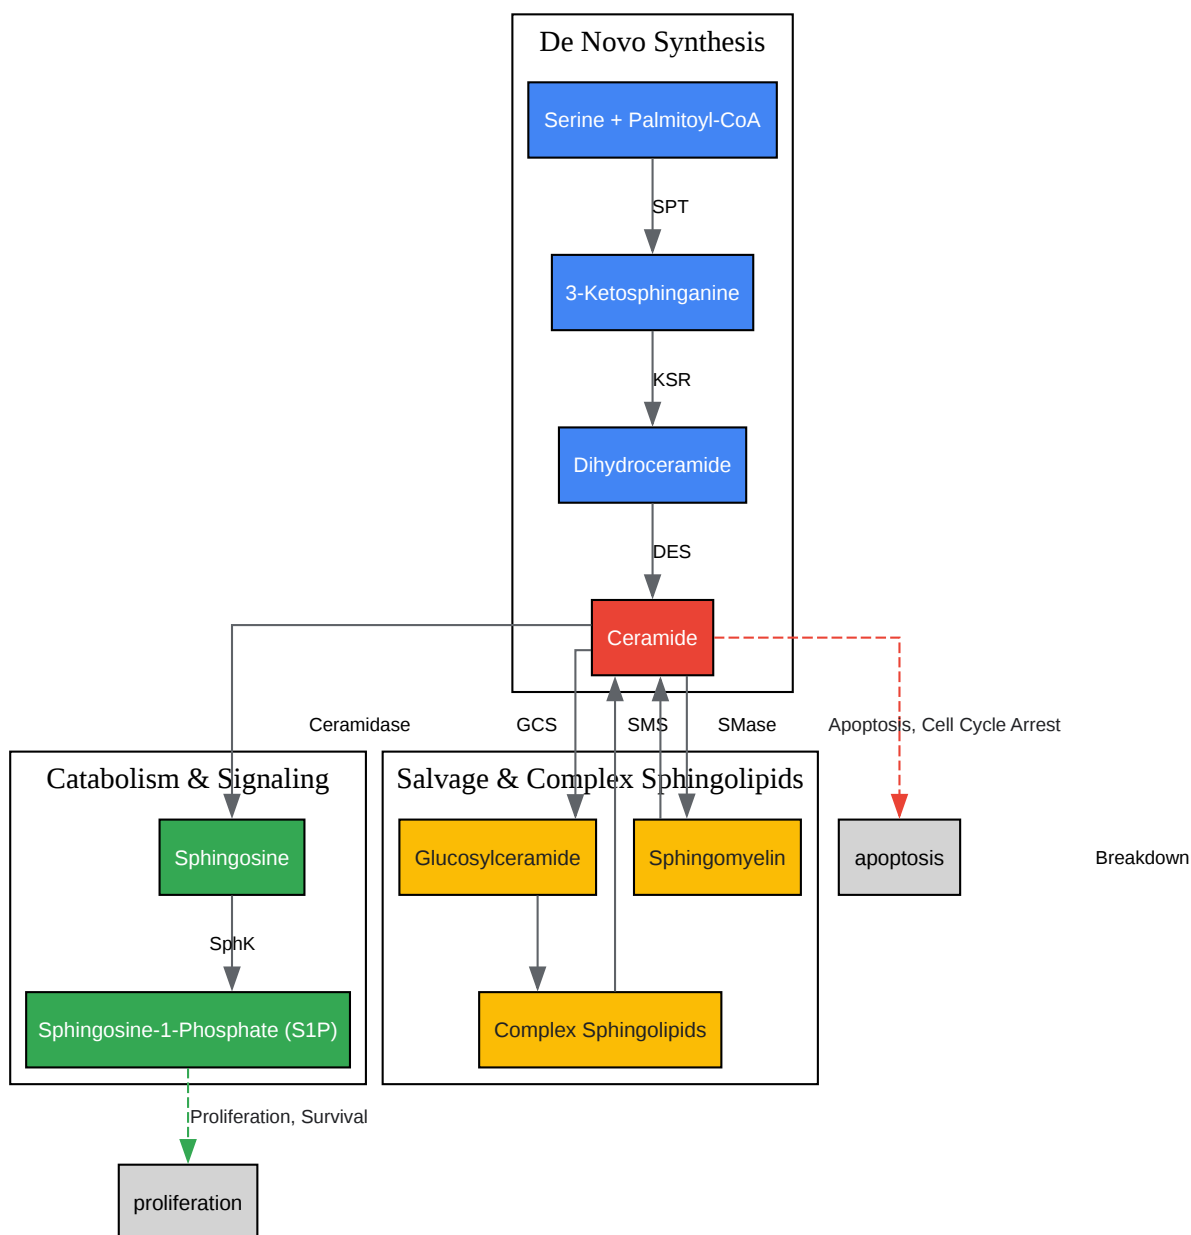 De Novo Synthesis
Serine + Palmitoyl-CoA
SPT
3-Ketosphinganine
KSR
Dihydroceramide
DES
Ceramide
Ceramidase
GCS
SMS
SMase
Apoptosis, Cell Cycle Arrest
Catabolism & Signaling
Salvage & Complex Sphingolipids
Sphingosine
Glucosylceramide
Sphingomyelin
apoptosis
Breakdown
SphK
Sphingosine-1-Phosphate (S1P)
Complex Sphingolipids
Proliferation, Survival
proliferation